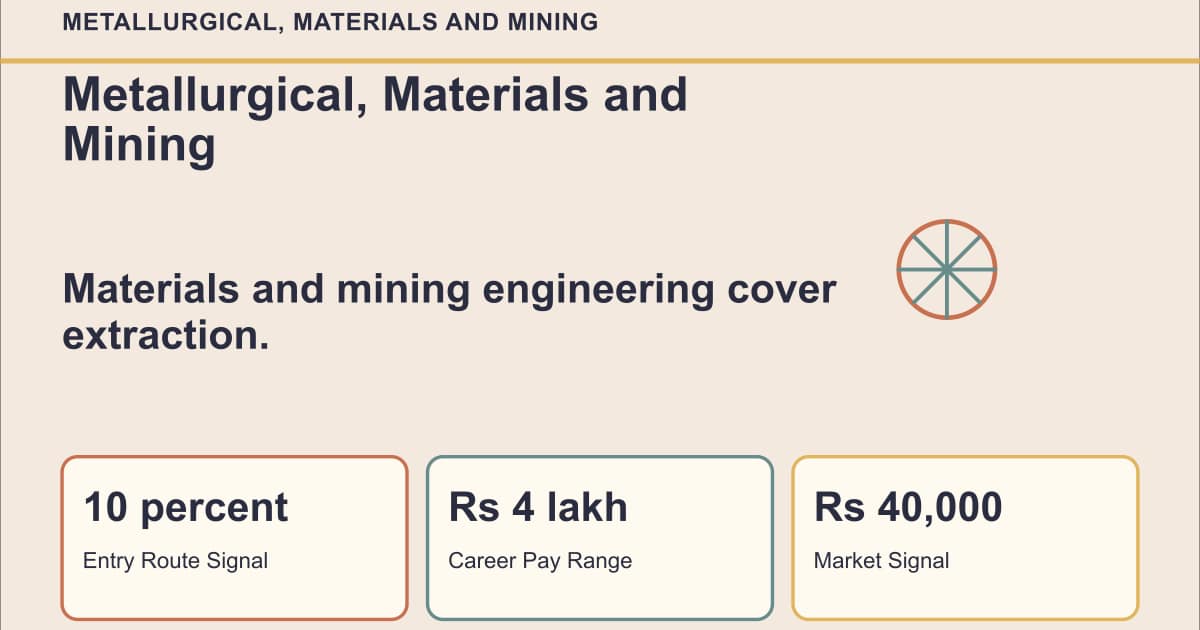 METALLURGICAL, MATERIALS AND MINING
Metallurgical, Materials and
Mining
Materials and mining engineering cover
extraction.
10 percent
Entry Route Signal
Rs 4 lakh
Career Pay Range
Rs 40,000
Market Signal